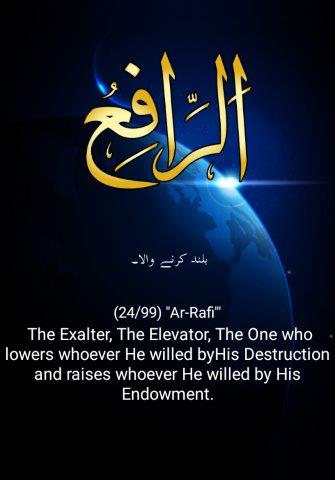 الرَّافِعُ
بلند کرنے والا۔
(24/99) "Ar-Rafi'"
The Exalter, The Elevator, The One who
lowers whoever He willed byHis Destruction
and raises whoever He willed by His
Endowment.